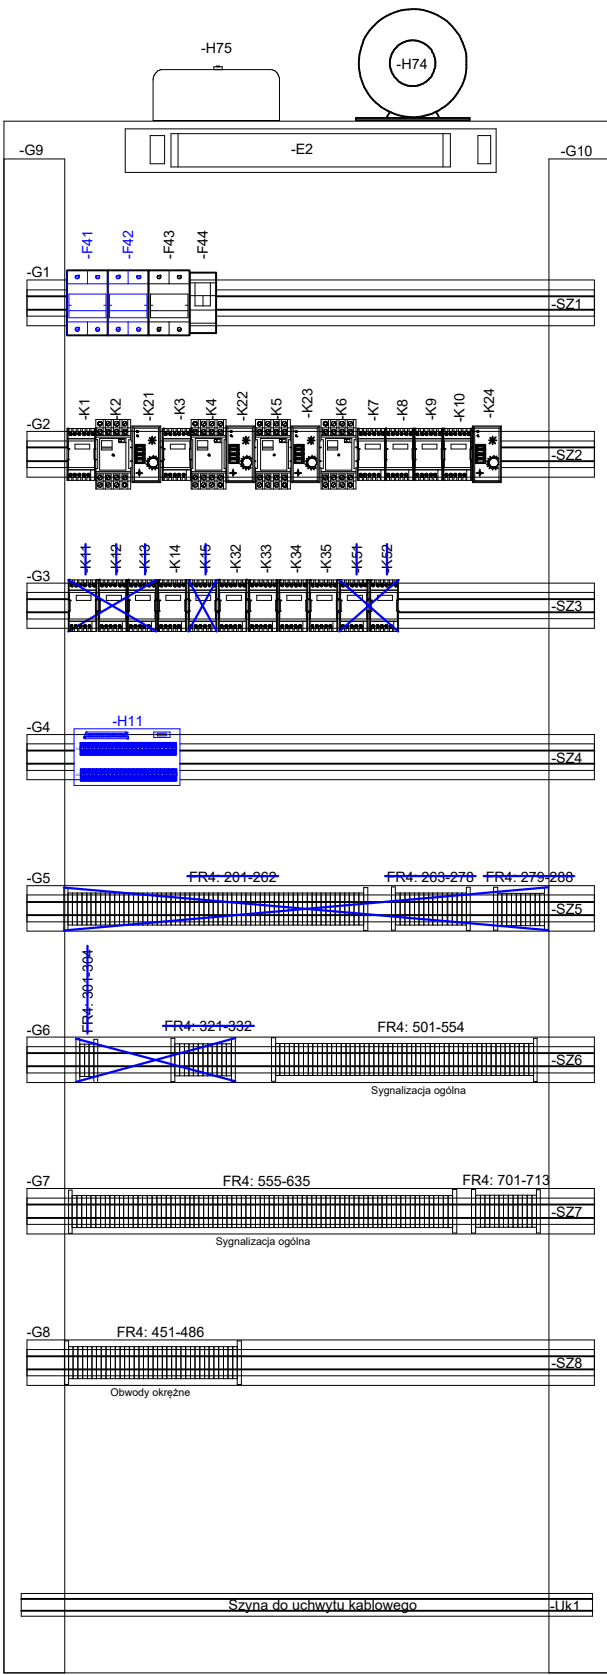 -H75
-H74
-G9
-E2
-G10
-F41
-F42
-F43
-F44
-G1
-SZ1
-K1
-K2
-K21
-K3
-K4
-K22
-K5
-K23
-K6
-K7
-K8
-K9
-K10
-K24
-G2
-SZ2
-K11
-K12
-K13
-K14
-K15
-K32
-K33
-K34
-K35
-K51
-K52
-G3
-SZ3
-G4
-H11
-SZ4
-G5
FR4: 201-262
FR4: 263-278
FR4: 279-288
-SZ5
FR4: 301-304
-G6
FR4: 321-332
FR4: 501-554
-SZ6
Sygnalizacja ogólna
-G7
FR4: 555-635
FR4: 701-713
-SZ7
Sygnalizacja ogólna
-G8
FR4: 451-486
-SZ8
Obwody okrężne
Szyna do uchwytu kablowego
-Uk1